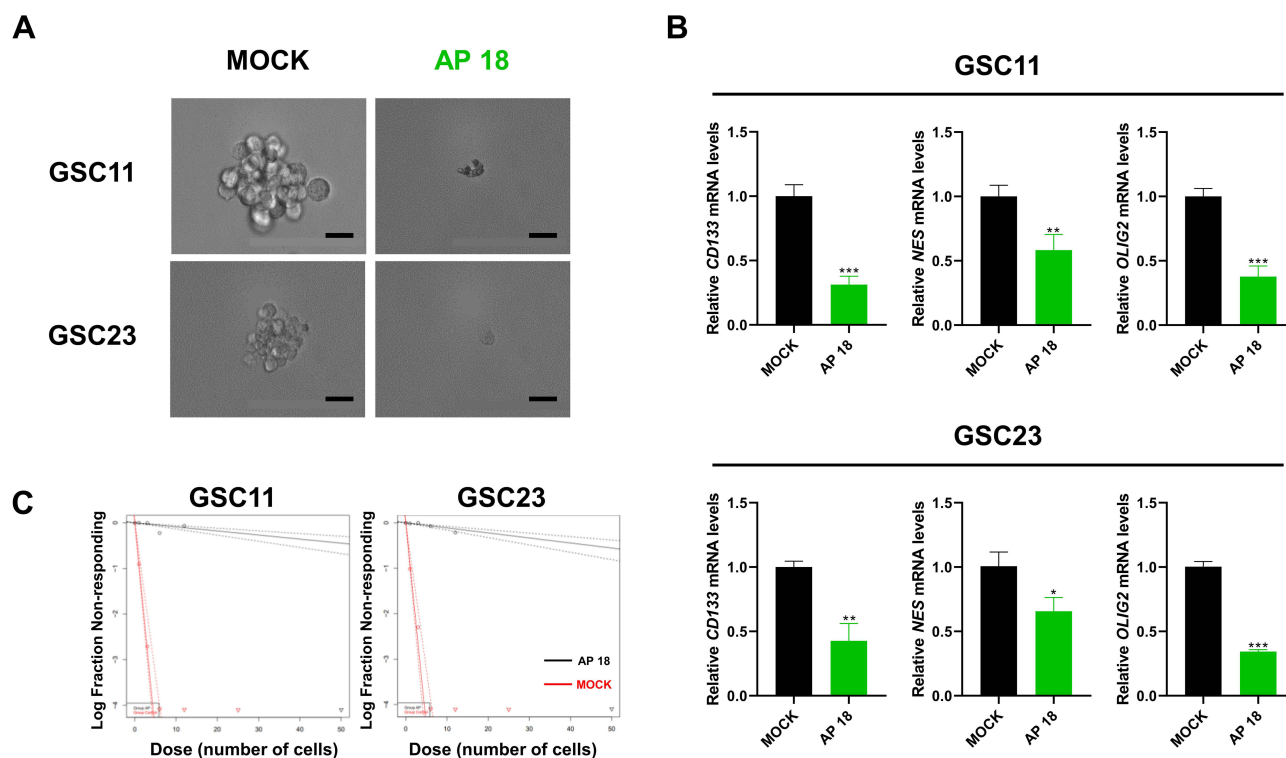 A
MOCK
AP 18
GSC11
GSC23
B
GSC11
Relative CD133 mRNA levels
1.5
1.0
0.5
0.0
MOCK
AP 18
***
Relative NES mRNA levels
1.5
1.0
0.5
0.0
MOCK
AP 18
**
Relative OLIG2 mRNA levels
1.5
1.0
0.5
0.0
MOCK
AP 18
***
GSC23
Relative CD133 mRNA levels
1.5
1.0
0.5
0.0
MOCK
AP 18
**
Relative NES mRNA levels
1.5
1.0
0.5
0.0
MOCK
AP 18
*
Relative OLIG2 mRNA levels
1.5
1.0
0.5
0.0
MOCK
AP 18
***
C
GSC11
Log Fraction Non-responding
0
-1
-2
-3
-4
Group AP
0
10
20
30
40
50
Dose (number of cells)
GSC23
Log Fraction Non-responding
0
-1
-2
-3
-4
AP 18
MOCK
Group AP
0
10
20
30
40
50
Dose (number of cells)